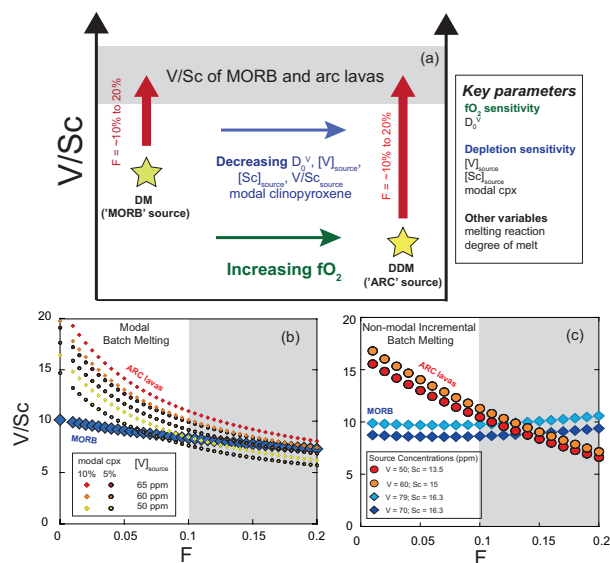 (a)
V/Sc of MORB and arc lavas
V/Sc
F = ~10% to 20%
F = ~10% to 20%
Decreasing D₀ⱽ, [V]source,
[Sc]source, V/Scsource
modal clinopyroxene
DM
('MORB' source)
Increasing fO₂
DDM
('ARC' source)
Key parameters
fO₂ sensitivity
D₀ⱽ
Depletion sensitivity
[V]source
[Sc]source
modal cpx
Other variables
melting reaction
degree of melt
(b)
Modal
Batch Melting
ARC lavas
MORB
V/Sc
20
15
10
5
0
modal cpx [V]source
10% 5%
65 ppm
60 ppm
50 ppm
0 0.05 0.1 0.15 0.2
F
(c)
Non-modal Incremental
Batch Melting
ARC lavas
MORB
20
15
10
5
0
Source Concentrations (ppm)
V = 50; Sc = 13.5
V = 60; Sc = 15
V = 79; Sc = 16.3
V = 70; Sc = 16.3
0 0.05 0.1 0.15 0.2
F